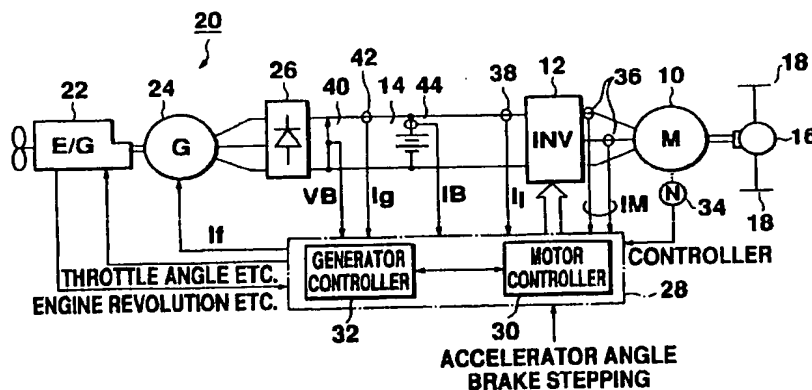 20
22
24
26
42
40
14
44
38
12
36
10
18
E/G
G
INV
M
16
18
N
34
VB
Ig
IB
II
IM
If
THROTTLE ANGLE ETC.
ENGINE REVOLUTION ETC.
GENERATOR
CONTROLLER
MOTOR
CONTROLLER
CONTROLLER
28
32
30
ACCELERATOR ANGLE
BRAKE STEPPING